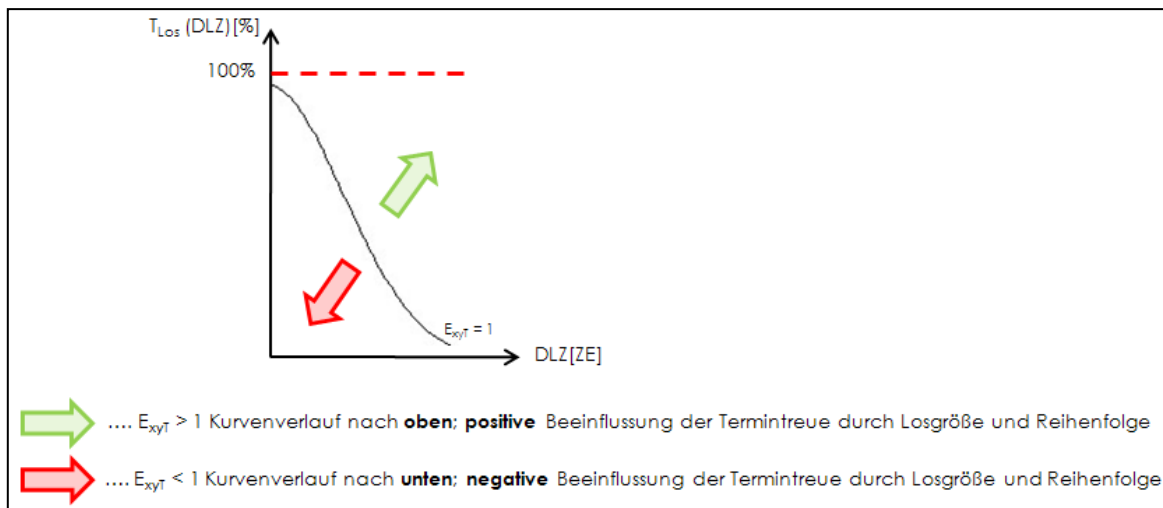 T_Los (DLZ) [%]
100%
E_xyT = 1
DLZ[ZE]
.... E_xyT > 1 Kurvenverlauf nach oben; positive Beeinflussung der Termintreue durch Losgröße und Reihenfolge
.... E_xyT < 1 Kurvenverlauf nach unten; negative Beeinflussung der Termintreue durch Losgröße und Reihenfolge